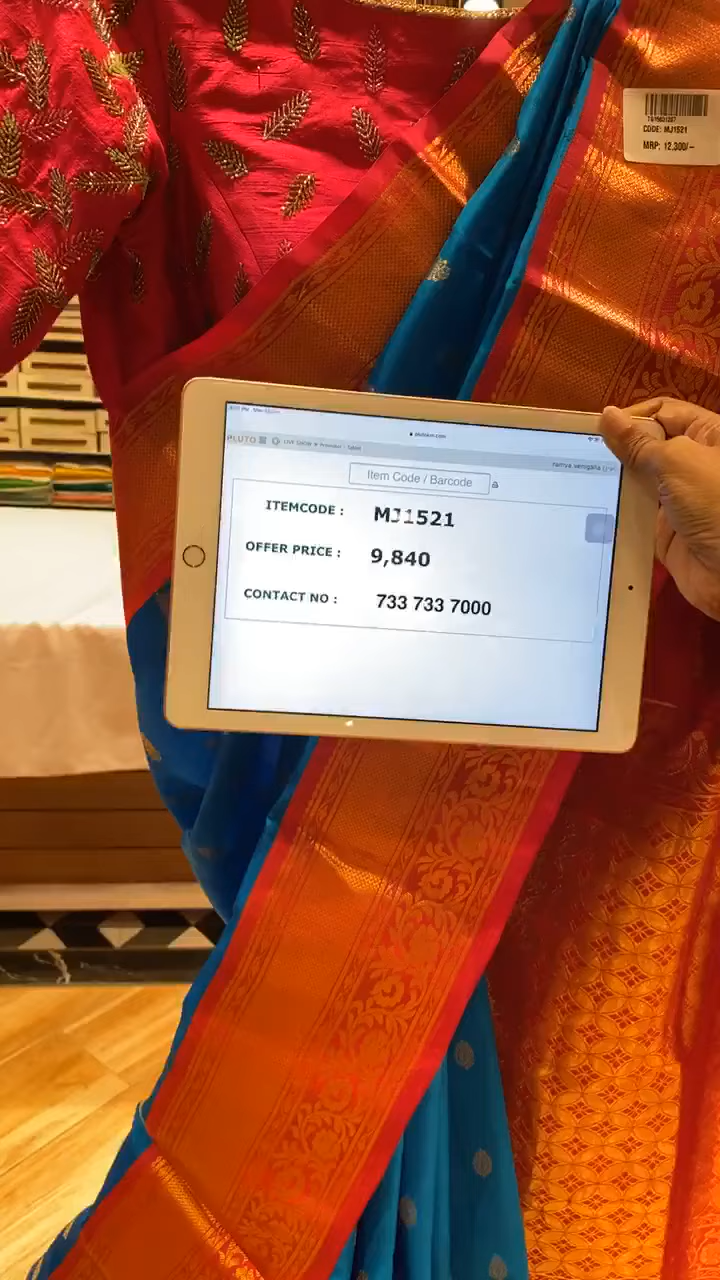 CODE: MJ1521
MRP: 12,300/-
PLUTO
Item Code / Barcode
ITEMCODE : MJ1521
OFFER PRICE : 9,840
CONTACT NO : 733 733 7000